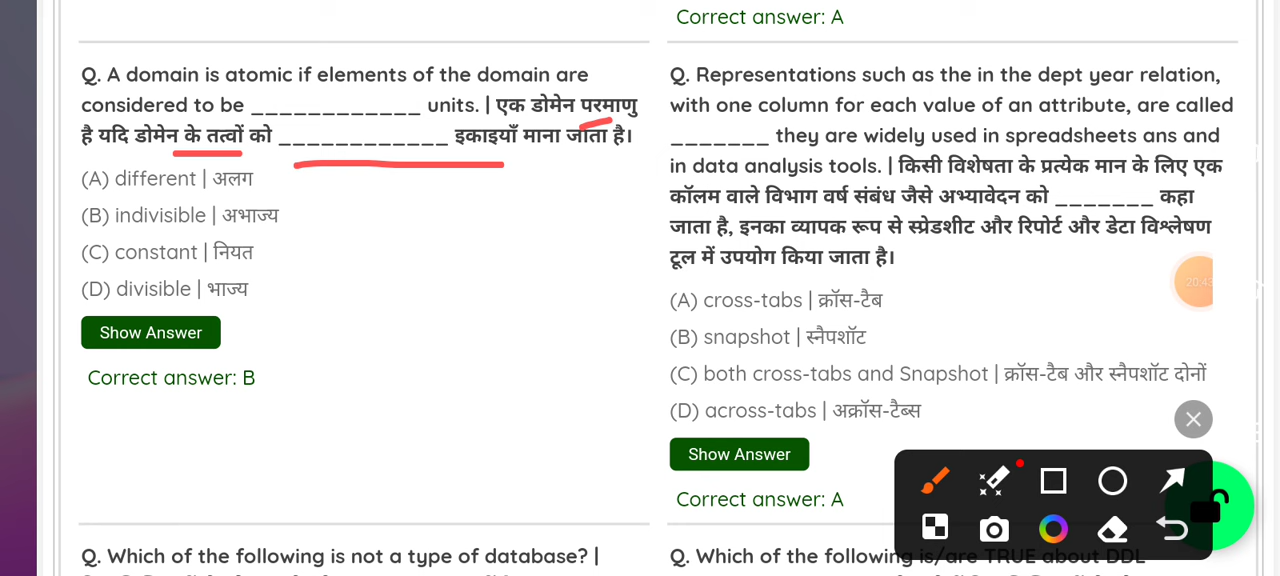 Correct answer: A
Q. A domain is atomic if elements of the domain are
considered to be _____________ units. | एक डोमेन परमाणु
है यदि डोमेन के तत्वों को _____________ इकाइयाँ माना जाता है।
(A) different | अलग
(B) indivisible | अभाज्य
(C) constant | नियत
(D) divisible | भाज्य
Show Answer
Correct answer: B
Q. Representations such as the in the dept year relation,
with one column for each value of an attribute, are called
_______ they are widely used in spreadsheets ans and
in data analysis tools. | किसी विशेषता के प्रत्येक मान के लिए एक
कॉलम वाले विभाग वर्ष संबंध जैसे अभ्यावेदन को _______ कहा
जाता है, इनका व्यापक रूप से स्प्रेडशीट और रिपोर्ट और डेटा विश्लेषण
टूल में उपयोग किया जाता है।
(A) cross-tabs | क्रॉस-टैब
(B) snapshot | स्नैपशॉट
(C) both cross-tabs and Snapshot | क्रॉस-टैब और स्नैपशॉट दोनों
(D) across-tabs | अक्रॉस-टैब्स
Show Answer
Correct answer: A
20:43
Q. Which of the following is not a type of database? |
Q. Which of the following is/are TRUE about DDL